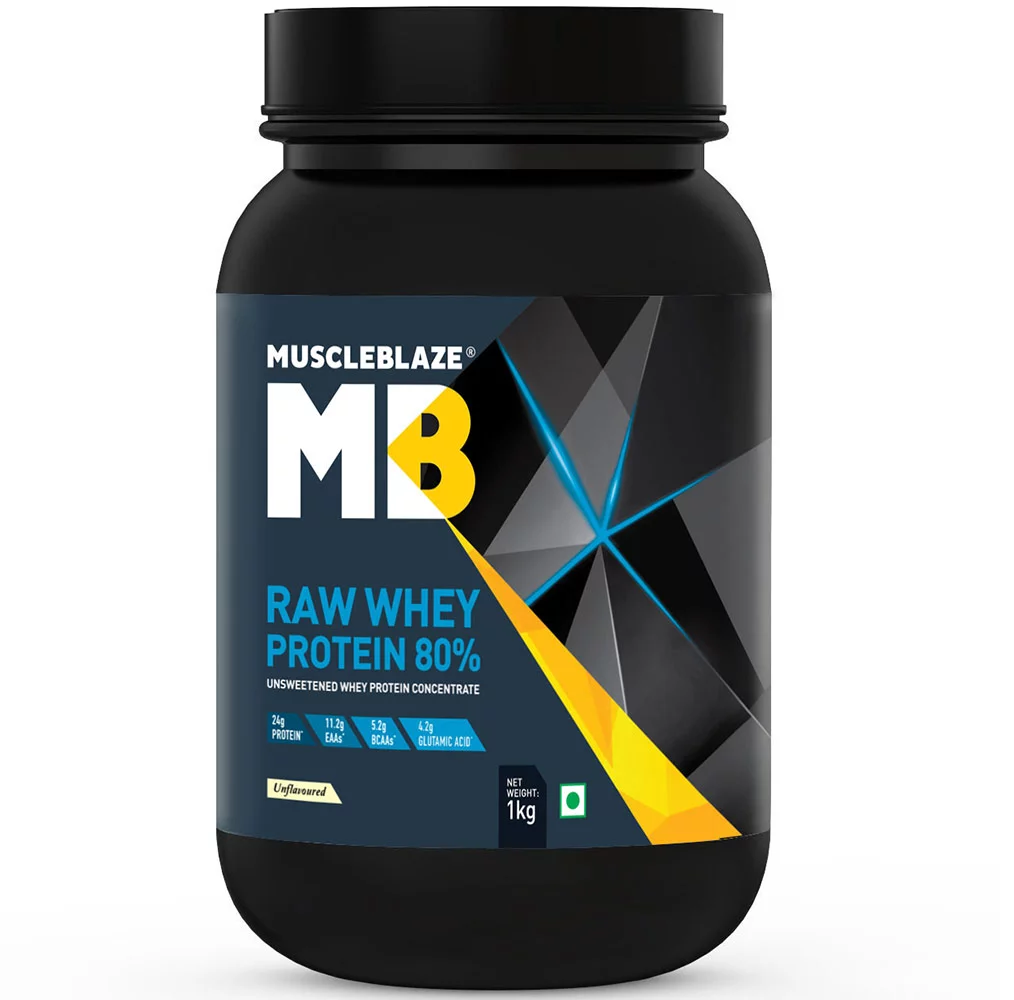 MUSCLEBLAZE®
MB
RAW WHEY
PROTEIN 80%
UNSWEETENED WHEY PROTEIN CONCENTRATE
24g
PROTEIN*
11.2g
EAAs*
5.2g
BCAAs*
4.2g
GLUTAMIC ACID*
Unflavoured
NET
WEIGHT:
1kg